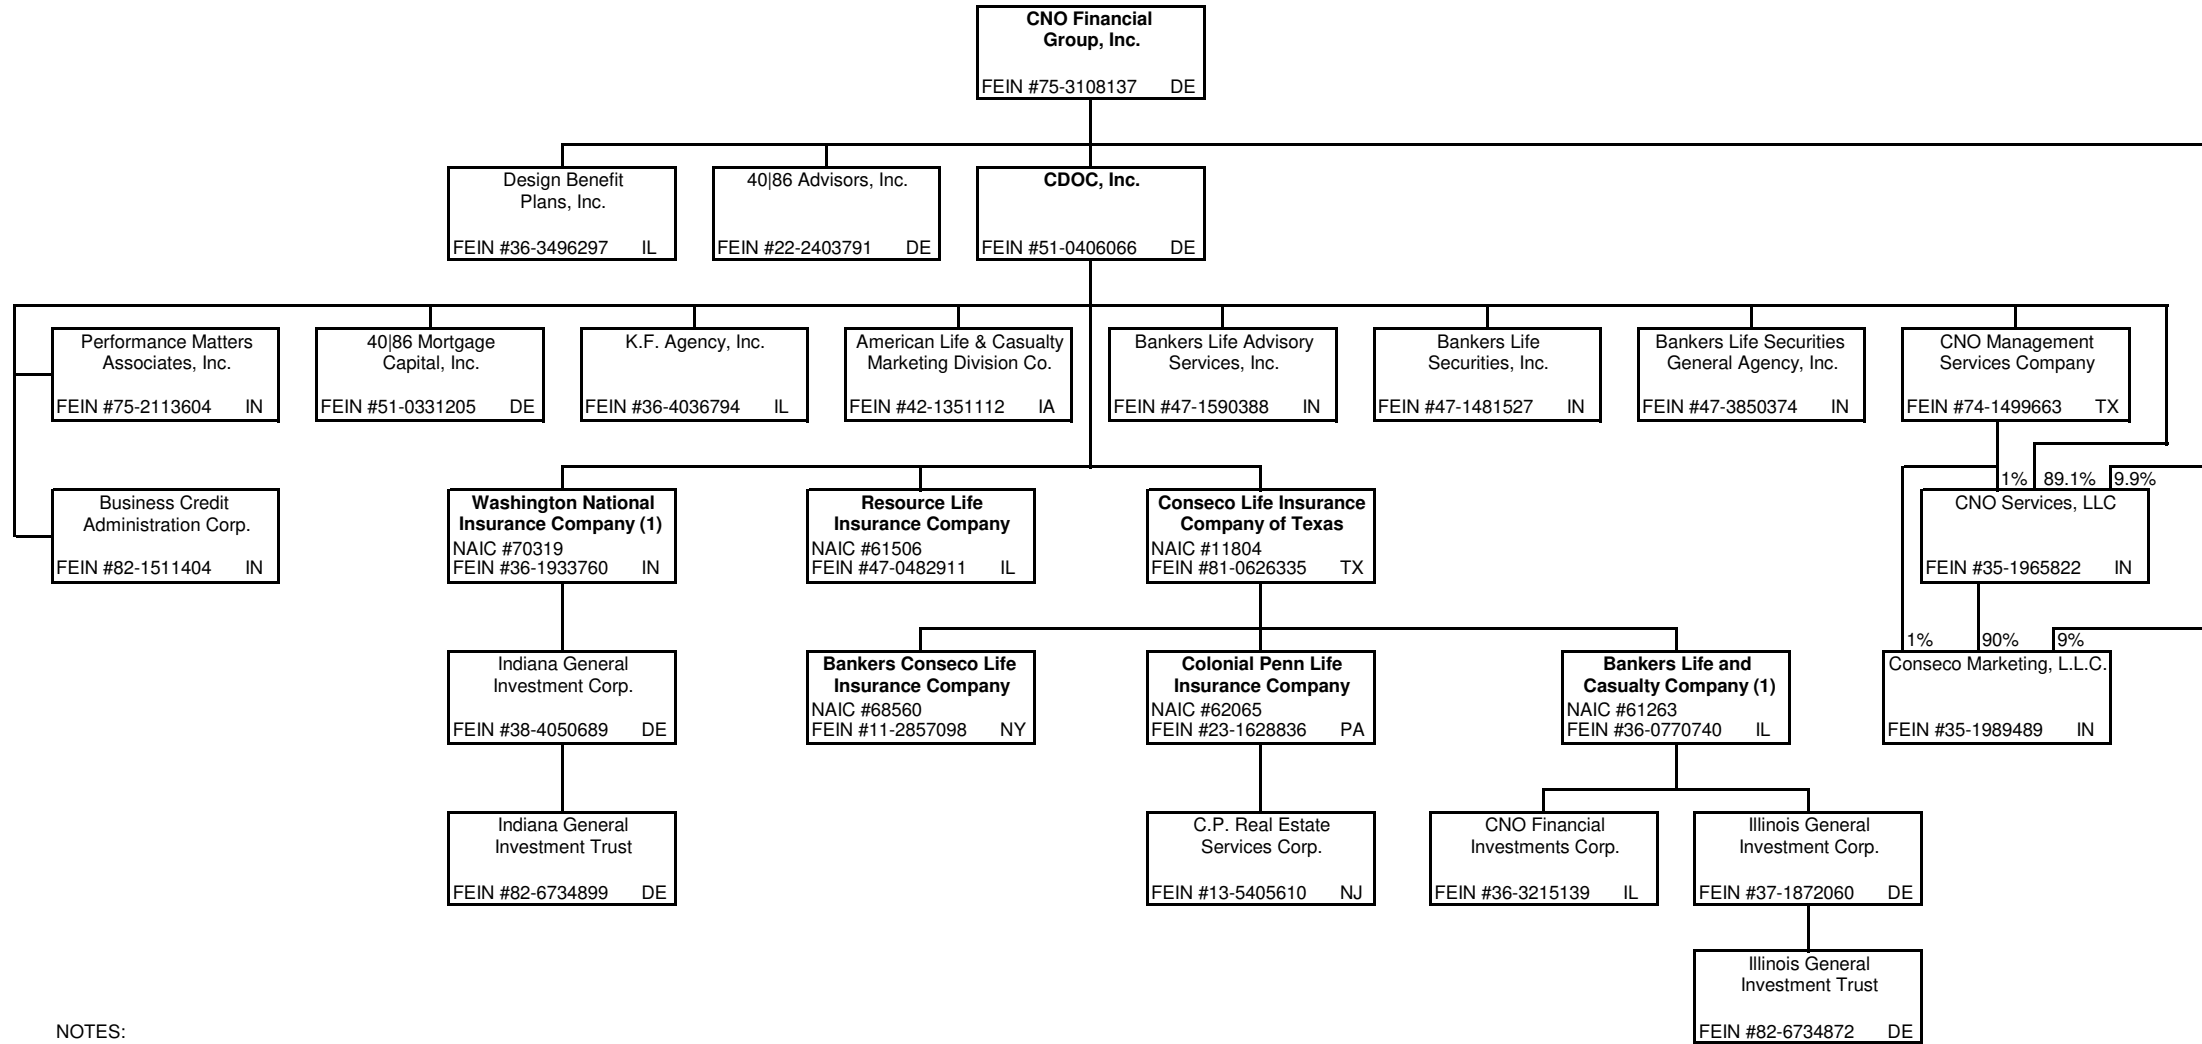 CNO Financial
Group, Inc.
FEIN #75-3108137 DE
Design Benefit
Plans, Inc.
FEIN #36-3496297 IL
40|86 Advisors, Inc.
FEIN #22-2403791 DE
CDOC, Inc.
FEIN #51-0406066 DE
Performance Matters
Associates, Inc.
FEIN #75-2113604 IN
40|86 Mortgage
Capital, Inc.
FEIN #51-0331205 DE
K.F. Agency, Inc.
FEIN #36-4036794 IL
American Life & Casualty
Marketing Division Co.
FEIN #42-1351112 IA
Bankers Life Advisory
Services, Inc.
FEIN #47-1590388 IN
Bankers Life
Securities, Inc.
FEIN #47-1481527 IN
Bankers Life Securities
General Agency, Inc.
FEIN #47-3850374 IN
CNO Management
Services Company
FEIN #74-1499663 TX
Business Credit
Administration Corp.
FEIN #82-1511404 IN
Washington National
Insurance Company (1)
NAIC #70319
FEIN #36-1933760 IN
Resource Life
Insurance Company
NAIC #61506
FEIN #47-0482911 IL
Conseco Life Insurance
Company of Texas
NAIC #11804
FEIN #81-0626335 TX
1% 89.1% 9.9%
CNO Services, LLC
FEIN #35-1965822 IN
Indiana General
Investment Corp.
FEIN #38-4050689 DE
Bankers Conseco Life
Insurance Company
NAIC #68560
FEIN #11-2857098 NY
Colonial Penn Life
Insurance Company
NAIC #62065
FEIN #23-1628836 PA
Bankers Life and
Casualty Company (1)
NAIC #61263
FEIN #36-0770740 IL
1% 90% 9%
Conseco Marketing, L.L.C.
FEIN #35-1989489 IN
Indiana General
Investment Trust
FEIN #82-6734899 DE
C.P. Real Estate
Services Corp.
FEIN #13-5405610 NJ
CNO Financial
Investments Corp.
FEIN #36-3215139 IL
Illinois General
Investment Corp.
FEIN #37-1872060 DE
Illinois General
Investment Trust
FEIN #82-6734872 DE
NOTES: